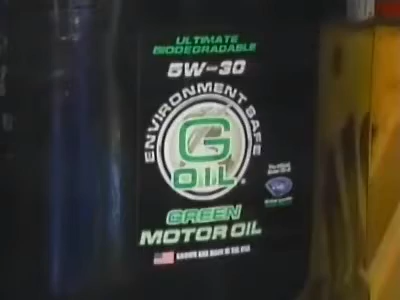 ULTIMATE
BIODEGRADABLE
5W-30
ENVIRONMENT SAFE
G
OIL
GREEN
MOTOR OIL